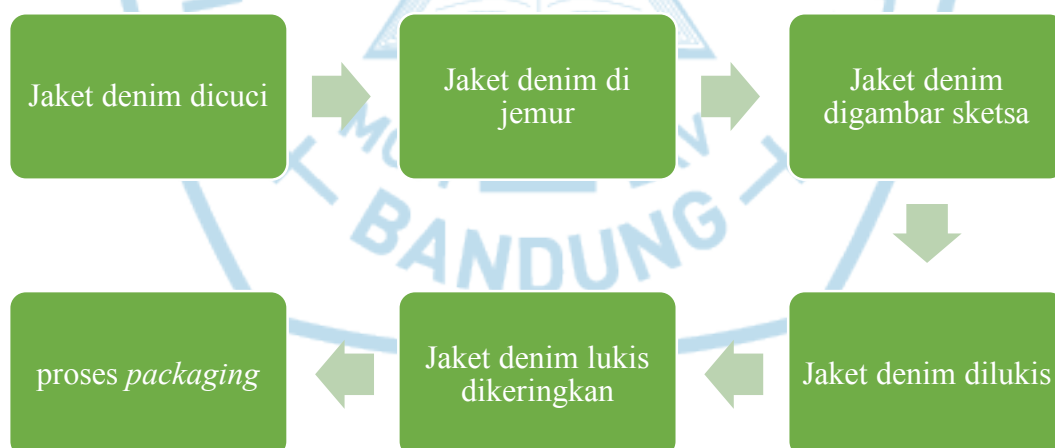 Jaket denim dicuci
Jaket denim di
jemur
Jaket denim
digambar sketsa
Jaket denim dilukis
Jaket denim lukis
dikeringkan
proses packaging
BANDUNG